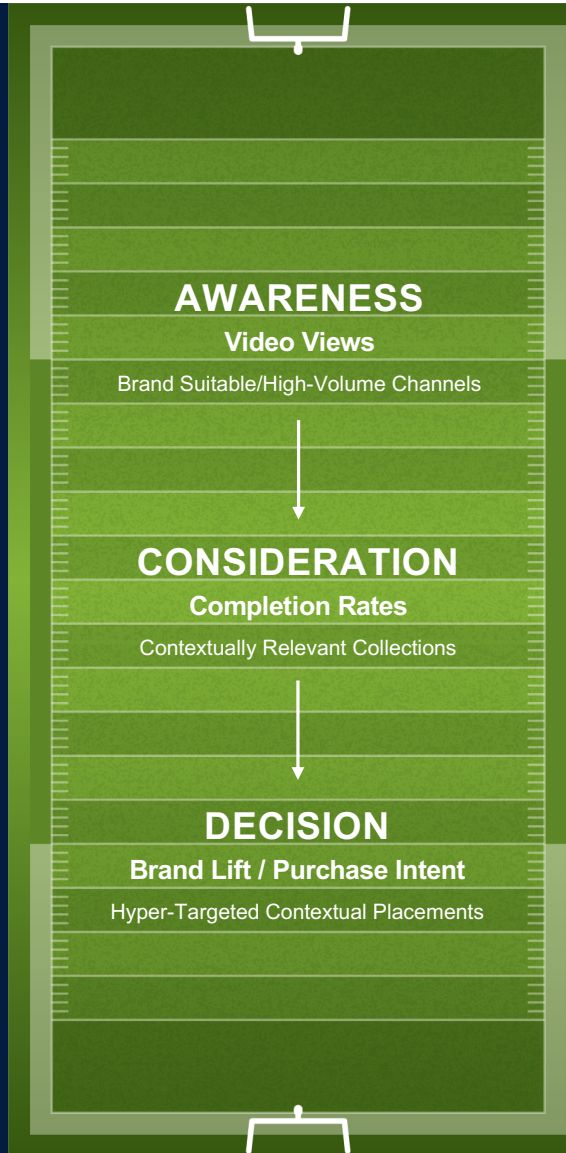 AWARENESS
Video Views
Brand Suitable/High-Volume Channels
CONSIDERATION
Completion Rates
Contextually Relevant Collections
DECISION
Brand Lift / Purchase Intent
Hyper-Targeted Contextual Placements